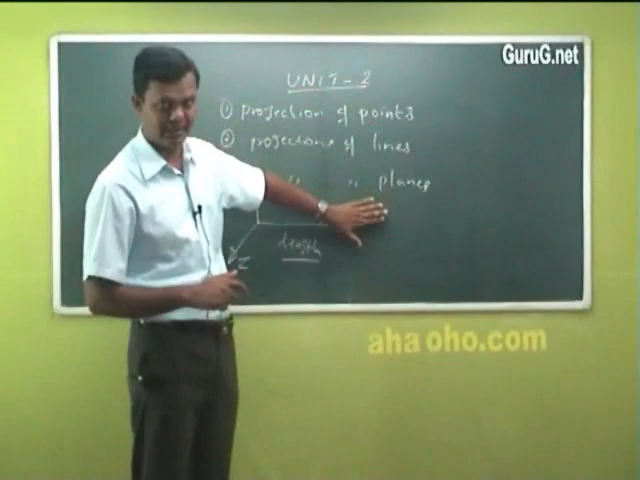 GuruG.net
UNIT-2
① projection of points
② projections of lines
" " planes
length
Z
aha oho.com